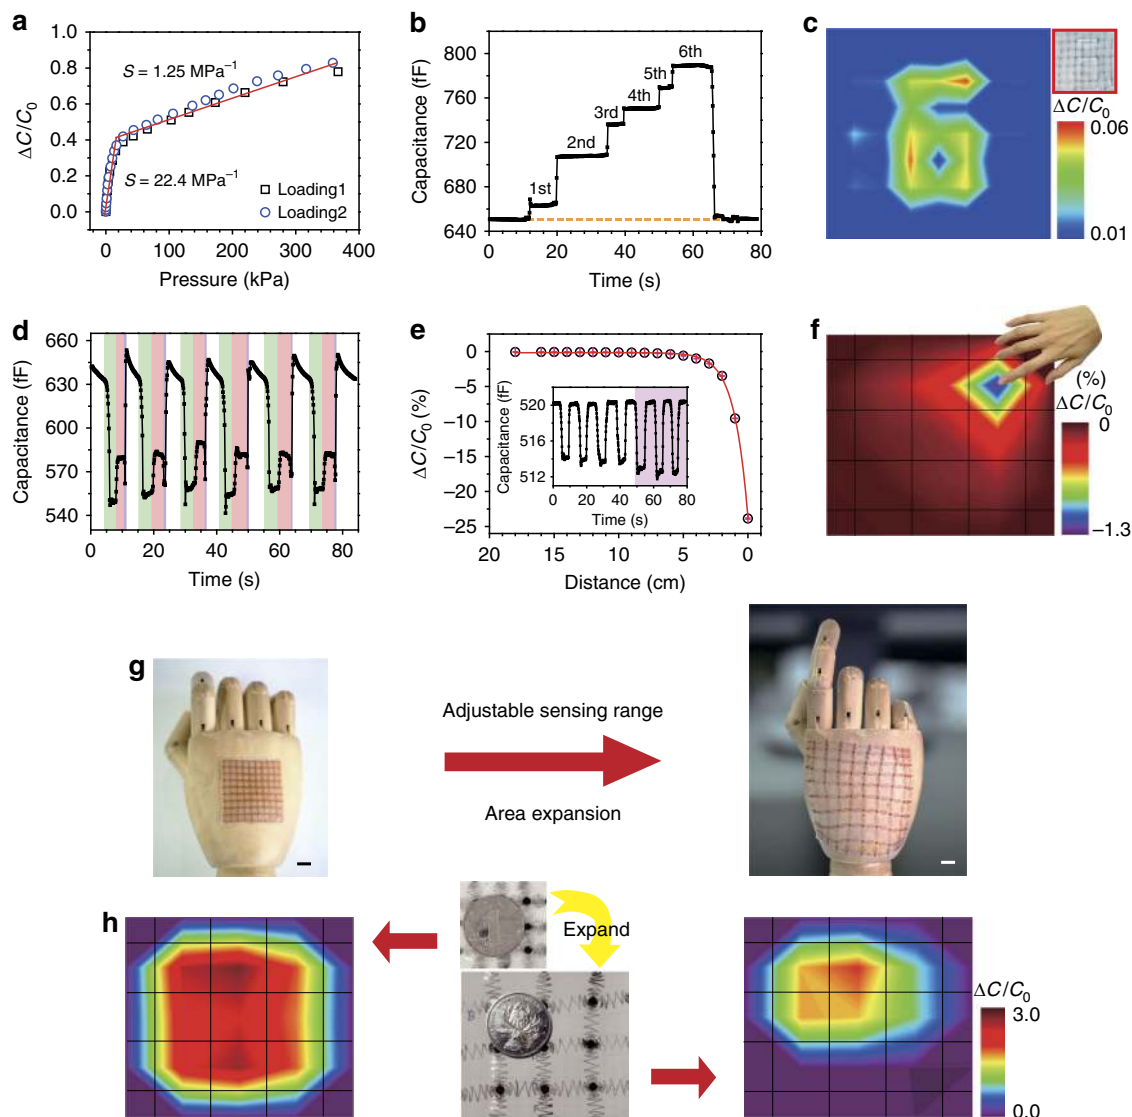 a
1.0
0.8
0.6
0.4
0.2
0.0
ΔC/C0
S = 1.25 MPa−1
S = 22.4 MPa−1
Loading1
Loading2
0 100 200 300 400
Pressure (kPa)
b
800
760
720
680
640
Capacitance (fF)
1st
2nd
3rd
4th
5th
6th
0 20 40 60 80
Time (s)
c
ΔC/C0
0.06
0.01
d
660
630
600
570
540
Capacitance (fF)
0 20 40 60 80
Time (s)
e
0
−5
−10
−15
−20
−25
ΔC/C0 (%)
520
516
512
Capacitance (fF)
0 20 40 60 80
Time (s)
20 15 10 5 0
Distance (cm)
f
(%)
ΔC/C0
0
−1.3
g
Adjustable sensing range
Area expansion
h
1
Expand
ΔC/C0
3.0
0.0